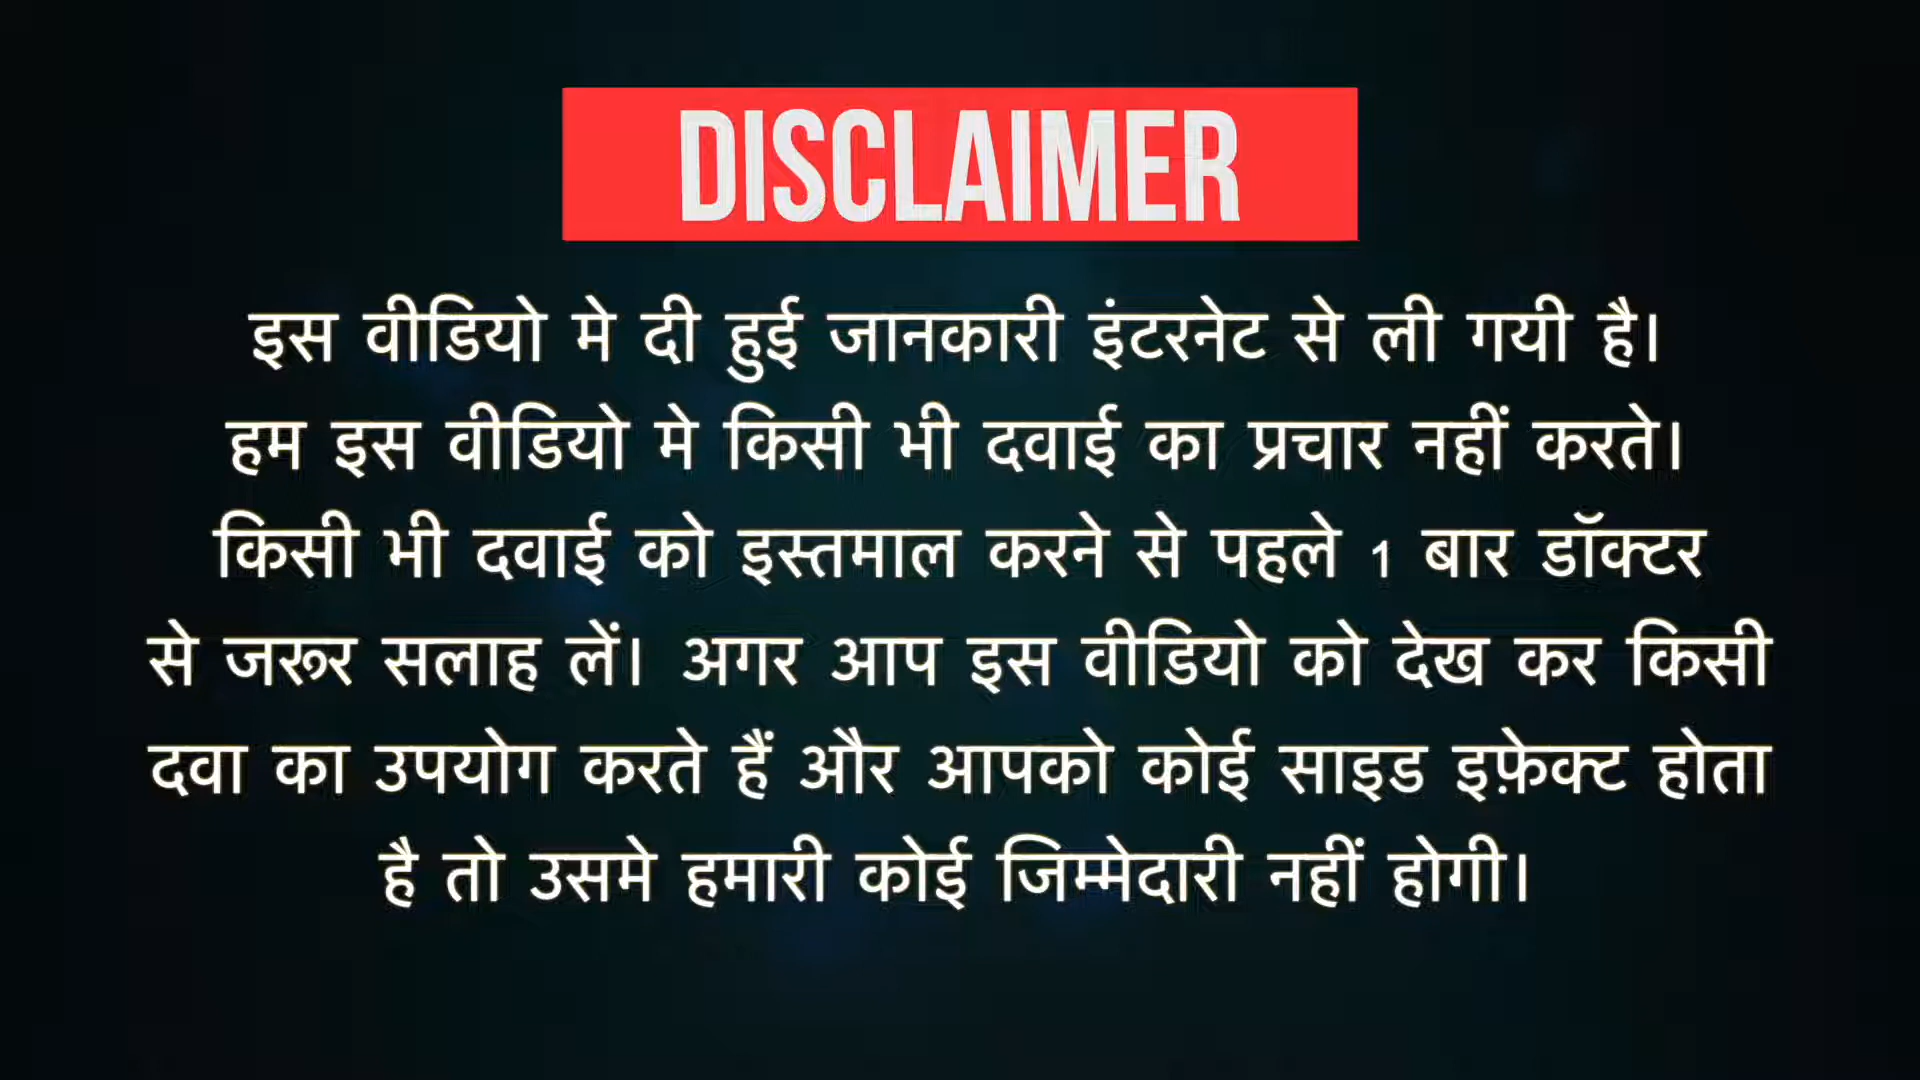 DISCLAIMER
इस वीडियो मे दी हुई जानकारी इंटरनेट से ली गयी है।
हम इस वीडियो मे किसी भी दवाई का प्रचार नहीं करते।
किसी भी दवाई को इस्तमाल करने से पहले 1 बार डॉक्टर
से जरूर सलाह लें। अगर आप इस वीडियो को देख कर किसी
दवा का उपयोग करते हैं और आपको कोई साइड इफ़ेक्ट होता
है तो उसमे हमारी कोई जिम्मेदारी नहीं होगी।